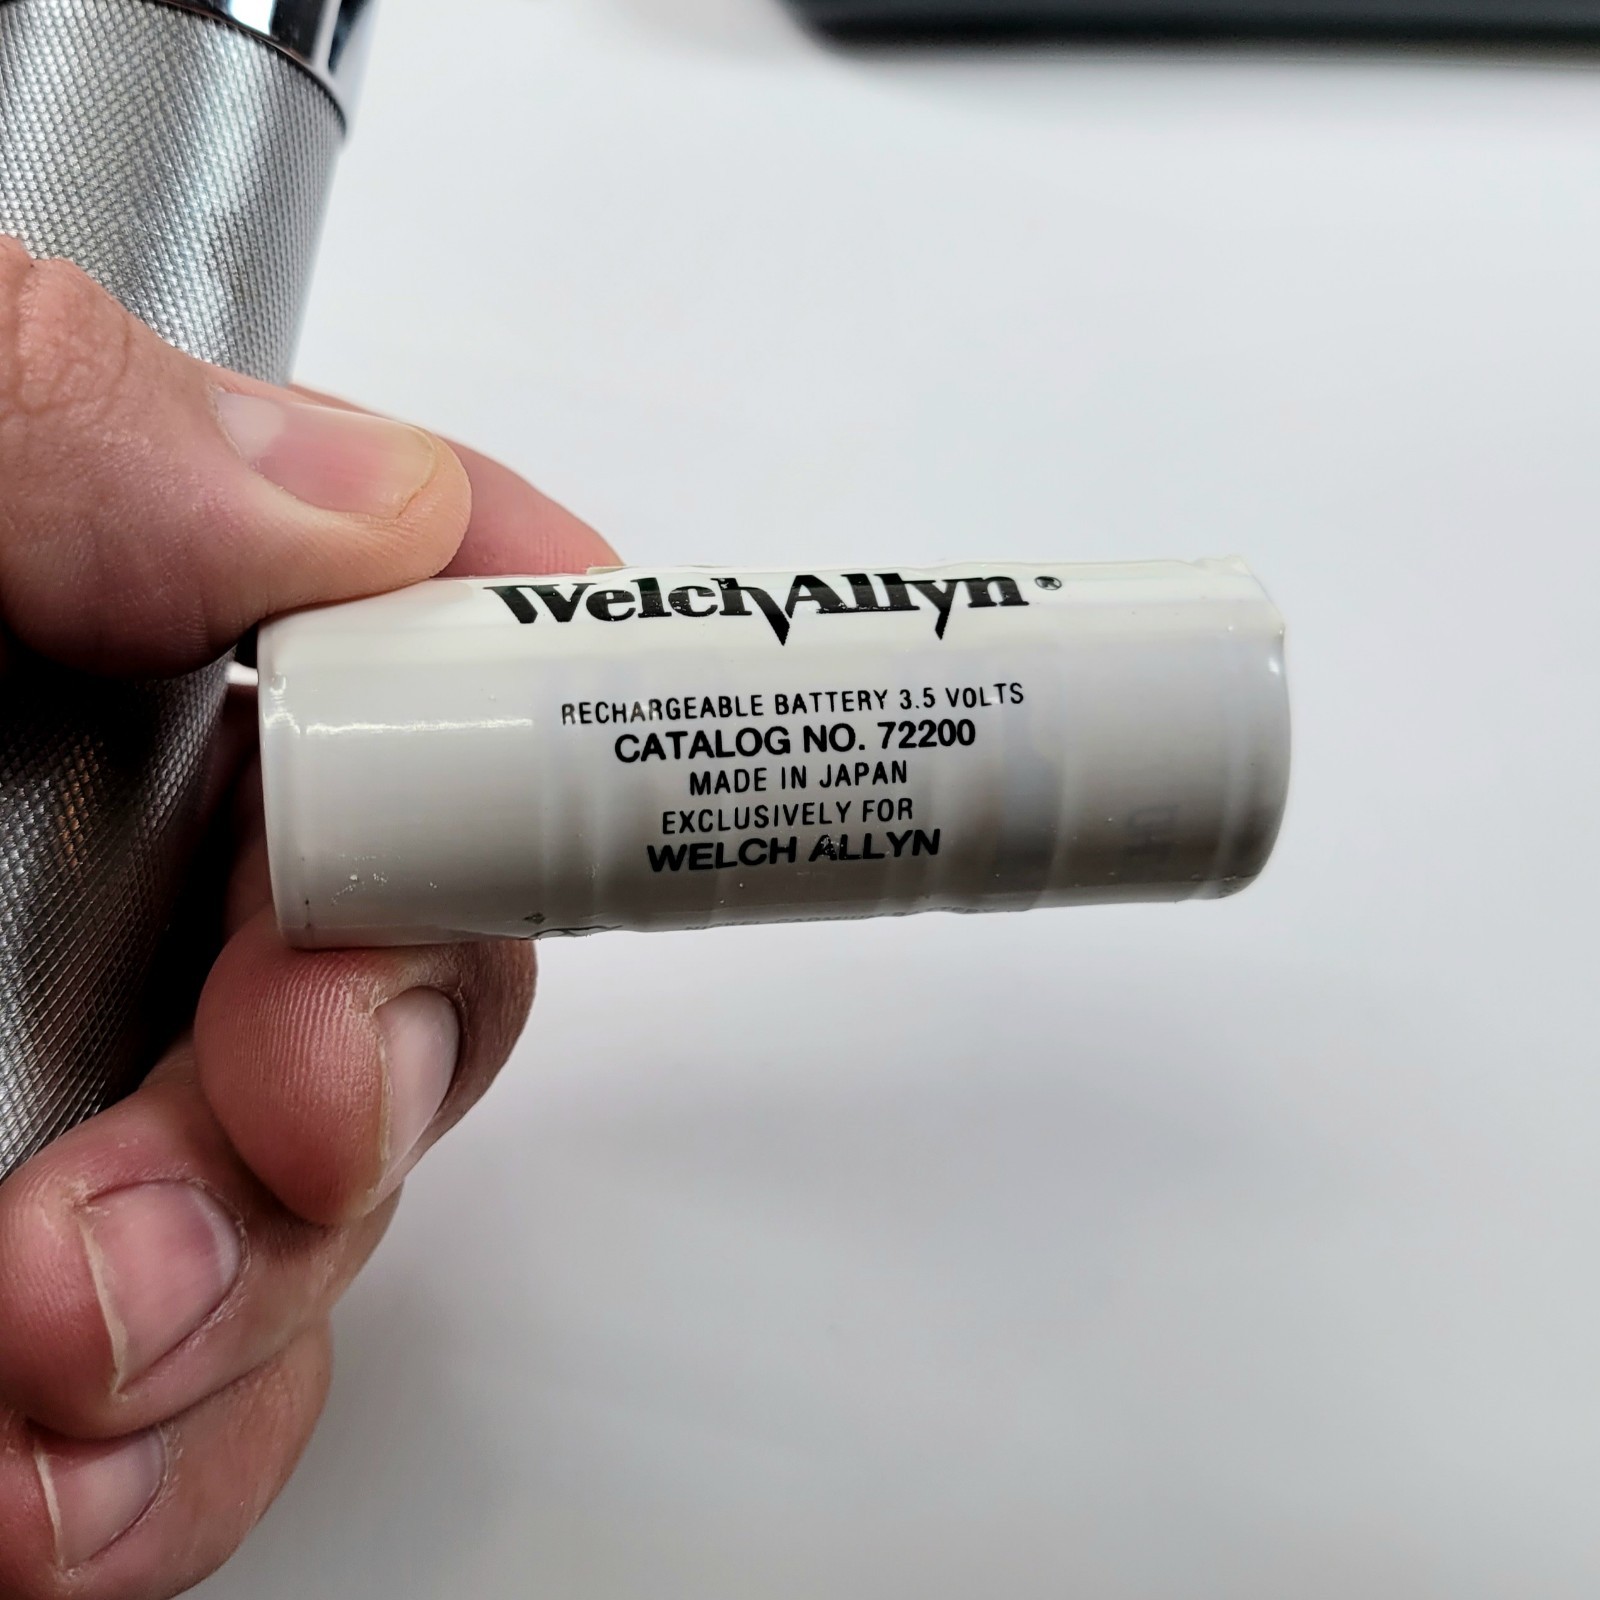 WelchAllyn®
RECHARGEABLE BATTERY 3.5 VOLTS
CATALOG NO. 72200
MADE IN JAPAN
EXCLUSIVELY FOR
WELCH ALLYN